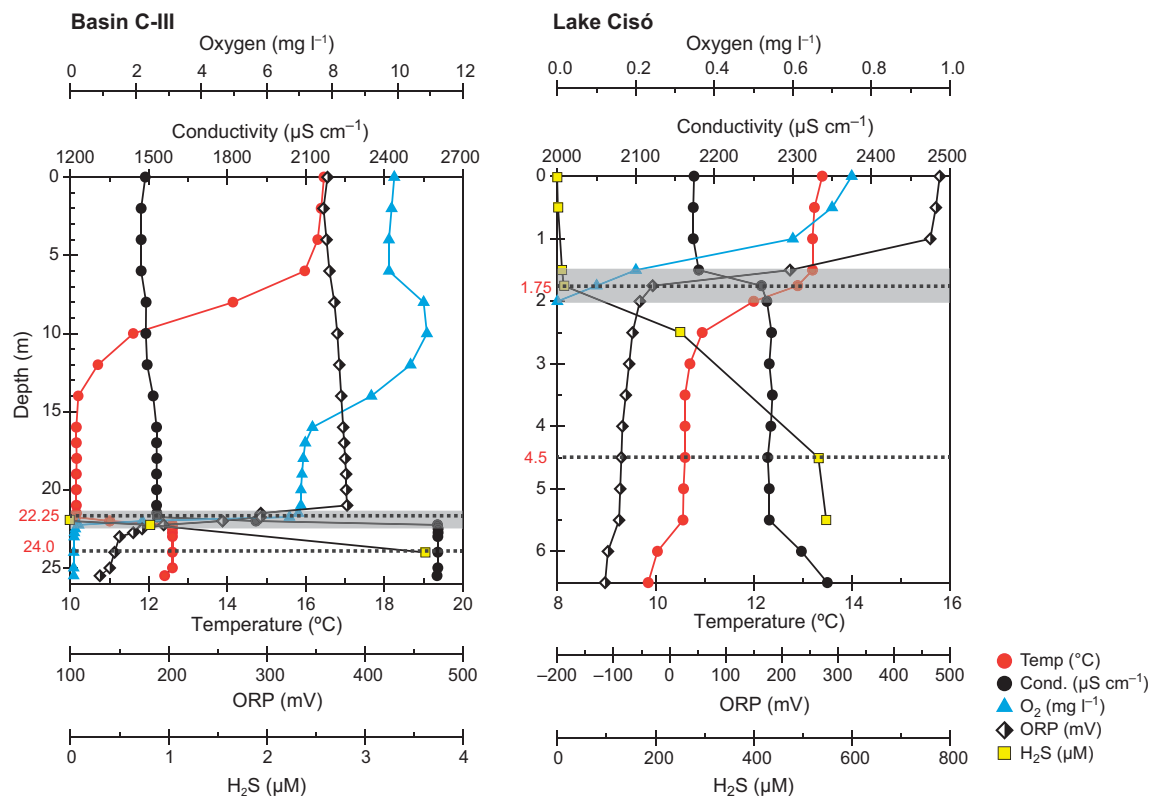 Basin C-III
Oxygen (mg l⁻¹)
0 2 4 6 8 10 12
Conductivity (µS cm⁻¹)
1200 1500 1800 2100 2400 2700
Depth (m)
0
5
10
15
20
22.25
24.0
25
10 12 14 16 18 20
Temperature (ºC)
100 200 300 400 500
ORP (mV)
0 1 2 3 4
H₂S (µM)
Lake Cisó
Oxygen (mg l⁻¹)
0.0 0.2 0.4 0.6 0.8 1.0
Conductivity (µS cm⁻¹)
2000 2100 2200 2300 2400 2500
0
1
1.75
2
3
4
4.5
5
6
8 10 12 14 16
Temperature (ºC)
–200 –100 0 100 200 300 400 500
ORP (mV)
0 200 400 600 800
H₂S (µM)
Temp (°C)
Cond. (µS cm⁻¹)
O₂ (mg l⁻¹)
ORP (mV)
H₂S (µM)